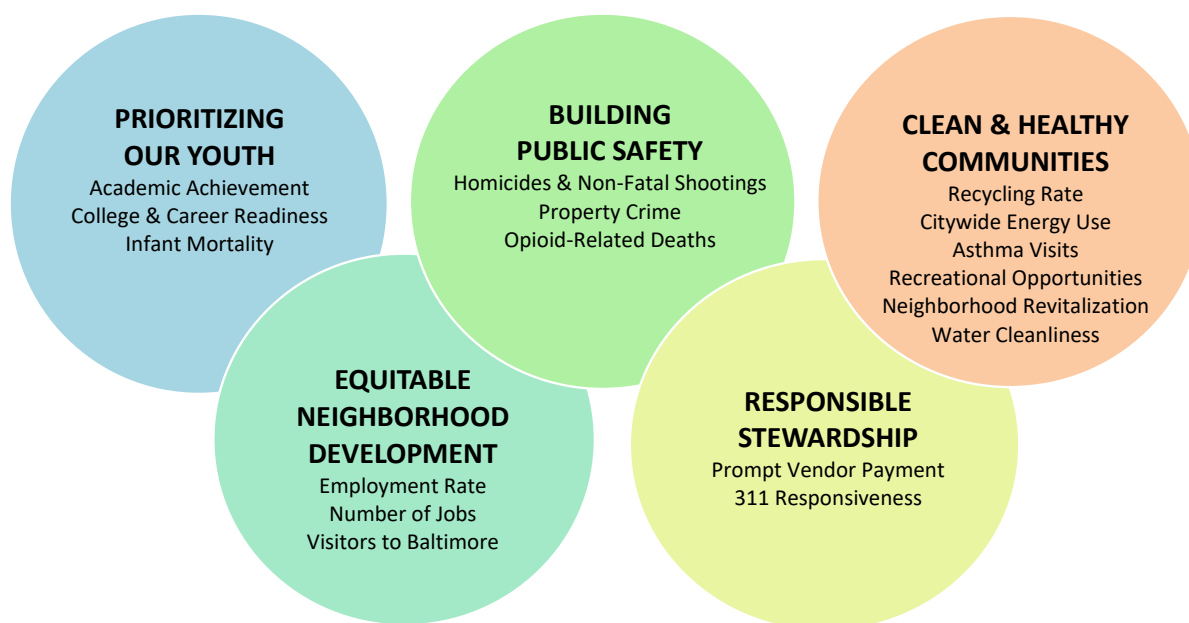 PRIORITIZING
OUR YOUTH
Academic Achievement
College & Career Readiness
Infant Mortality
BUILDING
PUBLIC SAFETY
Homicides & Non-Fatal Shootings
Property Crime
Opioid-Related Deaths
CLEAN & HEALTHY
COMMUNITIES
Recycling Rate
Citywide Energy Use
Asthma Visits
Recreational Opportunities
Neighborhood Revitalization
Water Cleanliness
EQUITABLE
NEIGHBORHOOD
DEVELOPMENT
Employment Rate
Number of Jobs
Visitors to Baltimore
RESPONSIBLE
STEWARDSHIP
Prompt Vendor Payment
311 Responsiveness